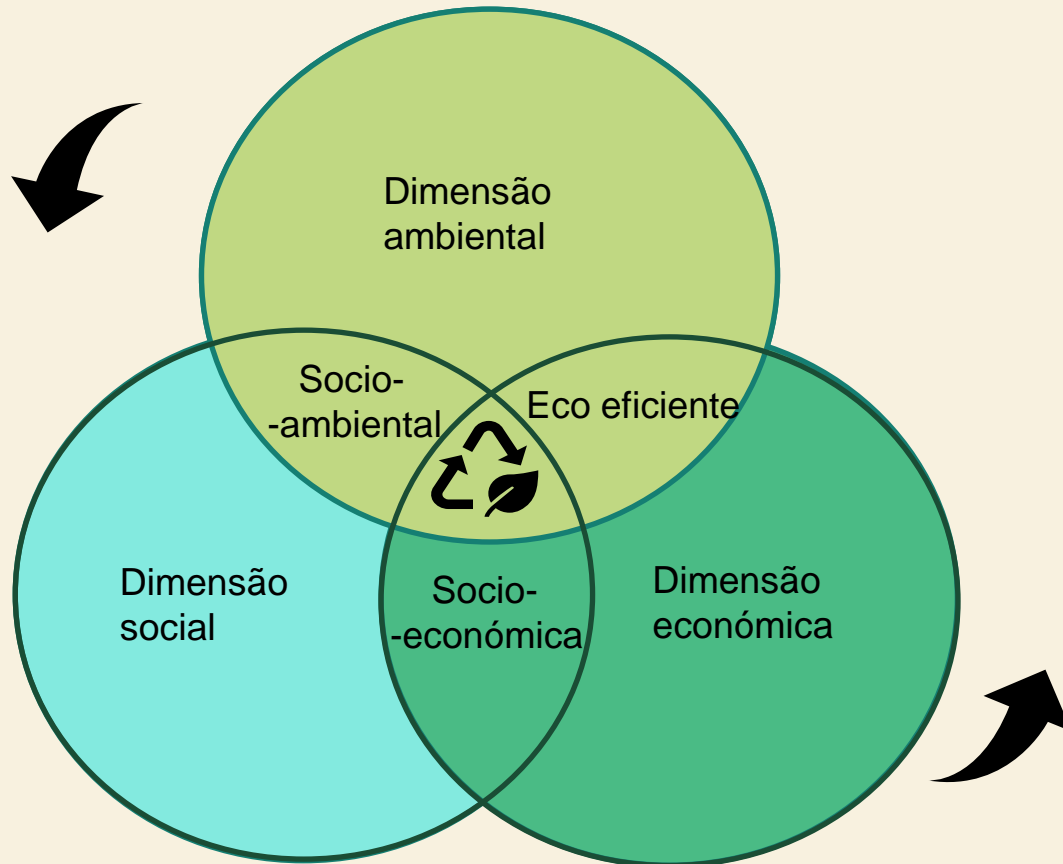 Dimensão
ambiental
Socio-
-ambiental
Eco eficiente
Dimensão
social
Socio-
-económica
Dimensão
económica